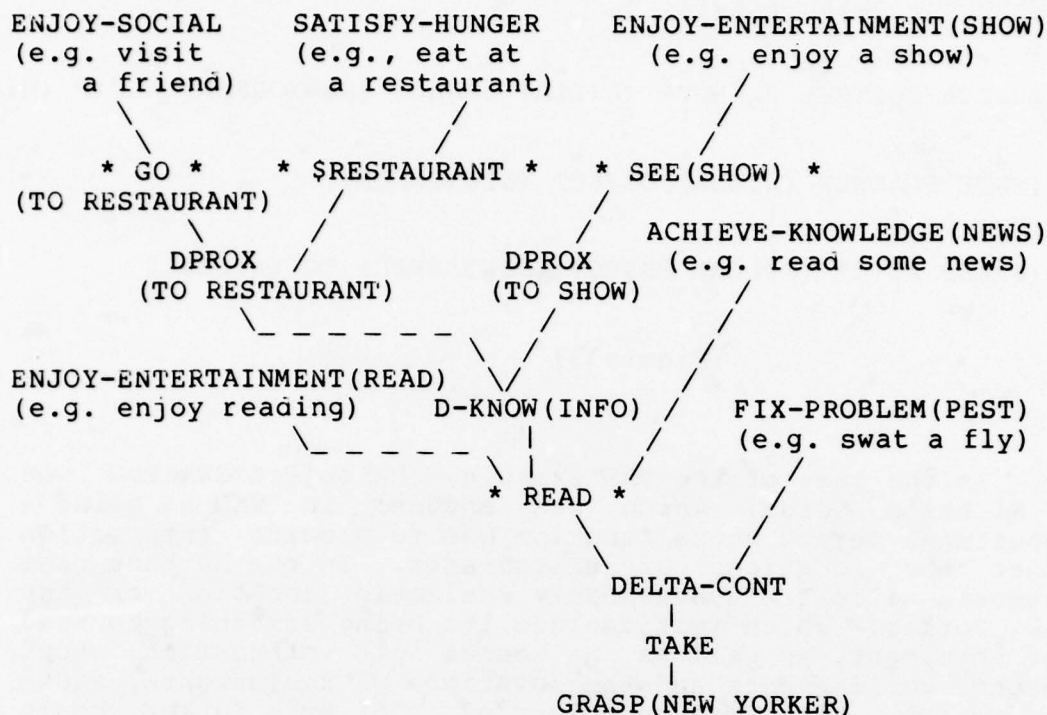 ENJOY-SOCIAL SATISFY-HUNGER ENJOY-ENTERTAINMENT(SHOW)
(e.g. visit (e.g., eat at (e.g. enjoy a show)
a friend) a restaurant)
* GO * * $RESTAURANT * * SEE(SHOW) *
(TO RESTAURANT)
ACHIEVE-KNOWLEDGE(NEWS)
DPROX DPROX (e.g. read some news)
(TO RESTAURANT) (TO SHOW)
ENJOY-ENTERTAINMENT(READ)
(e.g. enjoy reading) D-KNOW(INFO) FIX-PROBLEM(PEST)
(e.g. swat a fly)
* READ *
DELTA-CONT
TAKE
GRASP(NEW YORKER)